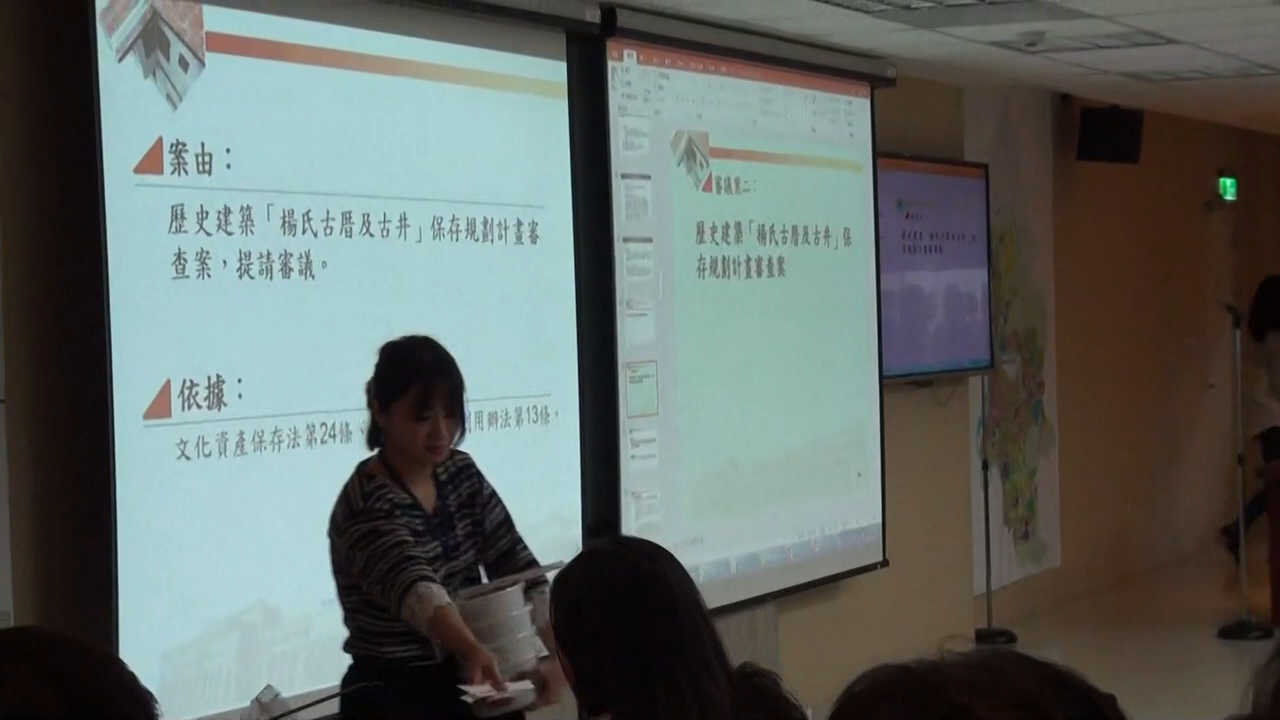 案由：
歷史建築「楊氏古厝及古井」保存規劃計畫審
查案，提請審議。
依據：
文化資產保存法第24條、
用辦法第13條。
審議案二：
歷史建築「楊氏古厝及古井」保
存規劃計畫審查案